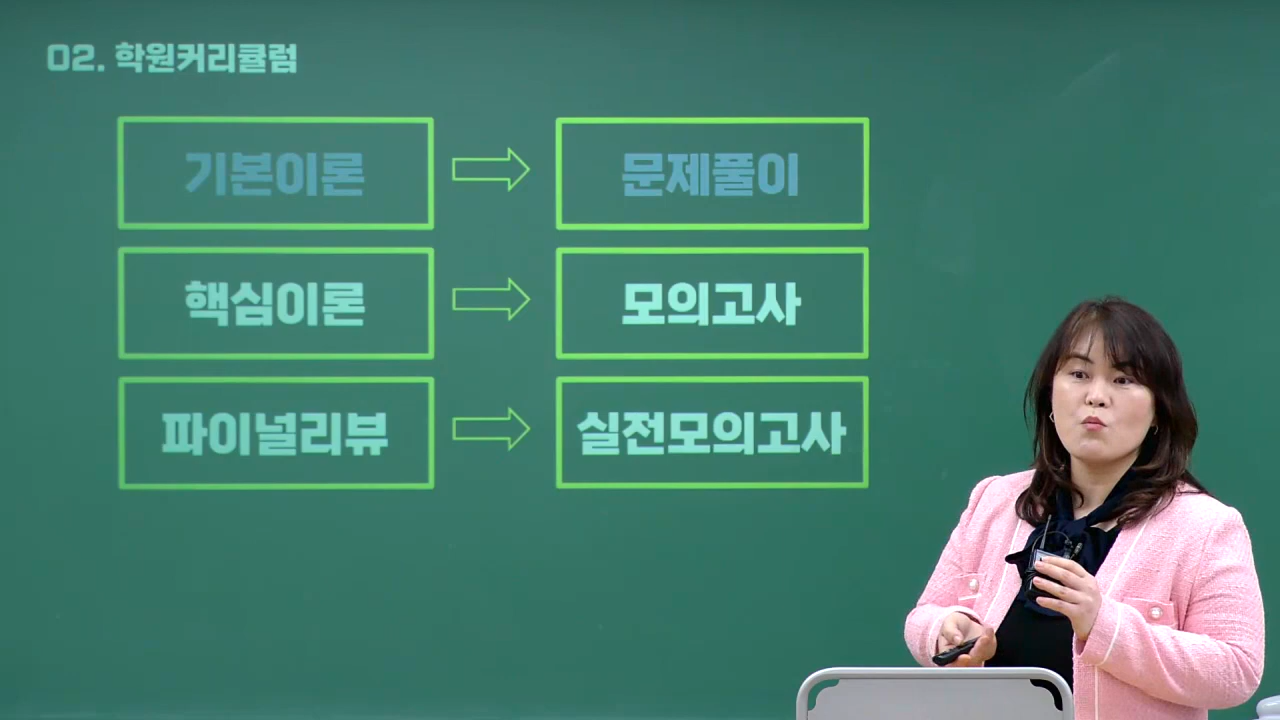 02. 학원커리큘럼
기본이론
문제풀이
핵심이론
모의고사
파이널리뷰
실전모의고사